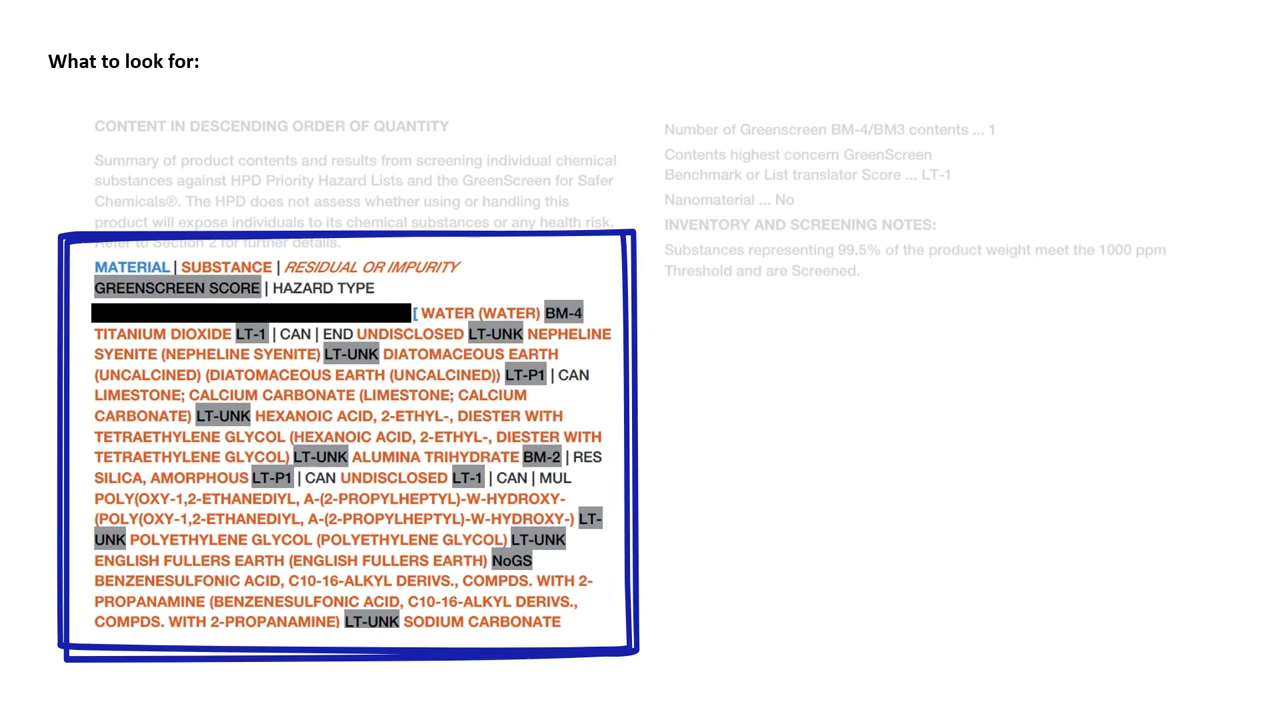 What to look for:
CONTENT IN DESCENDING ORDER OF QUANTITY
Summary of product contents and results from screening individual chemical
substances against HPD Priority Hazard Lists and the GreenScreen for Safer
Chemicals®. The HPD does not assess whether using or handling this
product will expose individuals to its chemical substances or any health risk.
Refer to Section 2 for further details.
MATERIAL | SUBSTANCE | RESIDUAL OR IMPURITY
GREENSCREEN SCORE | HAZARD TYPE
[ WATER (WATER) BM-4
TITANIUM DIOXIDE LT-1 | CAN | END UNDISCLOSED LT-UNK NEPHELINE
SYENITE (NEPHELINE SYENITE) LT-UNK DIATOMACEOUS EARTH
(UNCALCINED) (DIATOMACEOUS EARTH (UNCALCINED)) LT-P1 | CAN
LIMESTONE; CALCIUM CARBONATE (LIMESTONE; CALCIUM
CARBONATE) LT-UNK HEXANOIC ACID, 2-ETHYL-, DIESTER WITH
TETRAETHYLENE GLYCOL (HEXANOIC ACID, 2-ETHYL-, DIESTER WITH
TETRAETHYLENE GLYCOL) LT-UNK ALUMINA TRIHYDRATE BM-2 | RES
SILICA, AMORPHOUS LT-P1 | CAN UNDISCLOSED LT-1 | CAN | MUL
POLY(OXY-1,2-ETHANEDIYL, A-(2-PROPYLHEPTYL)-W-HYDROXY-
(POLY(OXY-1,2-ETHANEDIYL, A-(2-PROPYLHEPTYL)-W-HYDROXY-) LT-
UNK POLYETHYLENE GLYCOL (POLYETHYLENE GLYCOL) LT-UNK
ENGLISH FULLERS EARTH (ENGLISH FULLERS EARTH) NoGS
BENZENESULFONIC ACID, C10-16-ALKYL DERIVS., COMPDS. WITH 2-
PROPANAMINE (BENZENESULFONIC ACID, C10-16-ALKYL DERIVS.,
COMPDS. WITH 2-PROPANAMINE) LT-UNK SODIUM CARBONATE
Number of Greenscreen BM-4/BM3 contents ... 1
Contents highest concern GreenScreen
Benchmark or List translator Score ... LT-1
Nanomaterial ... No
INVENTORY AND SCREENING NOTES:
Substances representing 99.5% of the product weight meet the 1000 ppm
Threshold and are Screened.